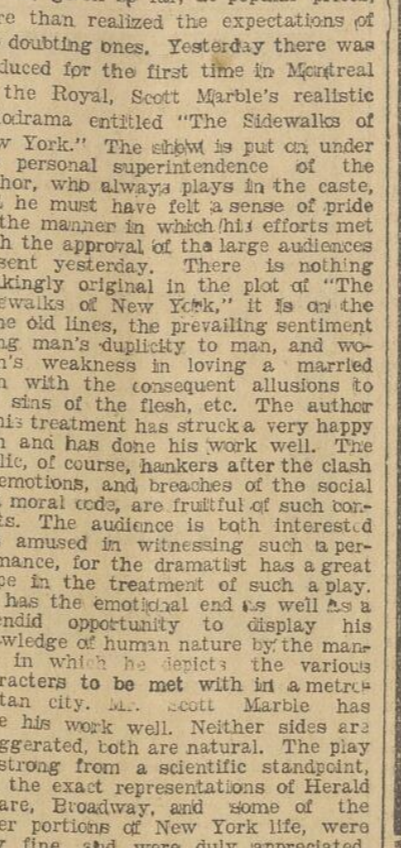 re than realized the expectations of
doubting ones. Yesterday there was
duced for the first time in Montreal
the Royal, Scott Marble's realistic
odrama entitled "The Sidewalks of
w York." The show is put on under
personal superintendence of the
hor, who always plays in the caste,
he must have felt a sense of pride
the manner in which his efforts met
h the approval of the large audiences
sent yesterday. There is nothing
kingly original in the plot of "The
ewalks of New York," it is on the
he old lines, the prevailing sentiment
ng man's duplicity to man, and wo-
n's weakness in loving a married
n with the consequent allusions to
sins of the flesh, etc. The author
his treatment has struck a very happy
n and has done his work well. The
lic, of course, hankers after the clash
emotions, and breaches of the social
moral code, are fruitful of such con-
ts. The audience is both interested
amused in witnessing such a per-
mance, for the dramatist has a great
pe in the treatment of such a play.
has the emotional end as well as a
endid opportunity to display his
wledge of human nature by the man-
in which he depicts the various
racters to be met with in a metro-
tan city. Mr. Scott Marble has
e his work well. Neither sides are
ggerated, both are natural. The play
strong from a scientific standpoint,
the exact representations of Herald
are, Broadway, and some of the
er portions of New York life, were
y fine and were duly appreciated